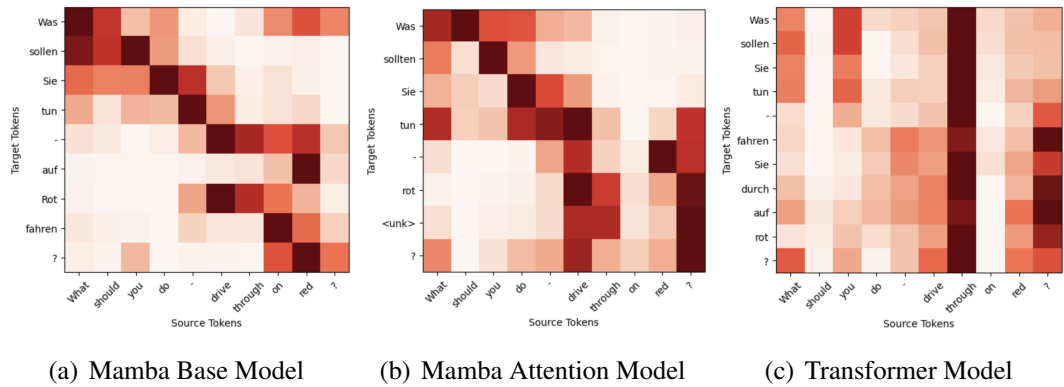 Was
sollen
Sie
tun
-
auf
Rot
fahren
?
Target Tokens
What
should
you
do
-
drive
through
on
red
?
Source Tokens
(a) Mamba Base Model
Was
sollten
Sie
tun
-
rot
<unk>
?
Target Tokens
What
should
you
do
-
drive
through
on
red
?
Source Tokens
(b) Mamba Attention Model
Was
sollen
Sie
tun
-
fahren
Sie
durch
auf
rot
?
Target Tokens
What
should
you
do
-
drive
through
on
red
?
Source Tokens
(c) Transformer Model